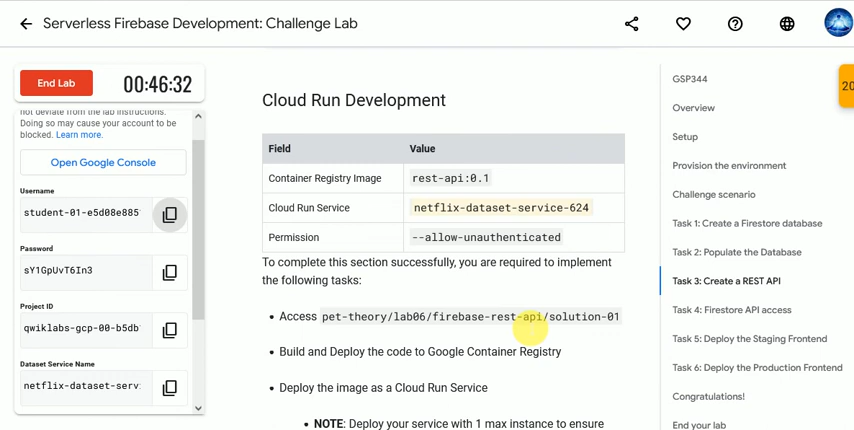 Serverless Firebase Development: Challenge Lab
End Lab
00:46:32
not deviate from the lab instructions.
Doing so may cause your account to be
blocked. Learn more.
Open Google Console
Username
student-01-e5d08e885
Password
sY1GpUvT6In3
Project ID
qwiklabs-gcp-00-b5db
Dataset Service Name
netflix-dataset-serv
Cloud Run Development
Field Value
Container Registry Image rest-api:0.1
Cloud Run Service netflix-dataset-service-624
Permission --allow-unauthenticated
To complete this section successfully, you are required to implement
the following tasks:
• Access pet-theory/lab06/firebase-rest-api/solution-01
• Build and Deploy the code to Google Container Registry
• Deploy the image as a Cloud Run Service
• NOTE: Deploy your service with 1 max instance to ensure
GSP344
Overview
Setup
Provision the environment
Challenge scenario
Task 1: Create a Firestore database
Task 2: Populate the Database
Task 3: Create a REST API
Task 4: Firestore API access
Task 5: Deploy the Staging Frontend
Task 6: Deploy the Production Frontend
Congratulations!
End your lab
20